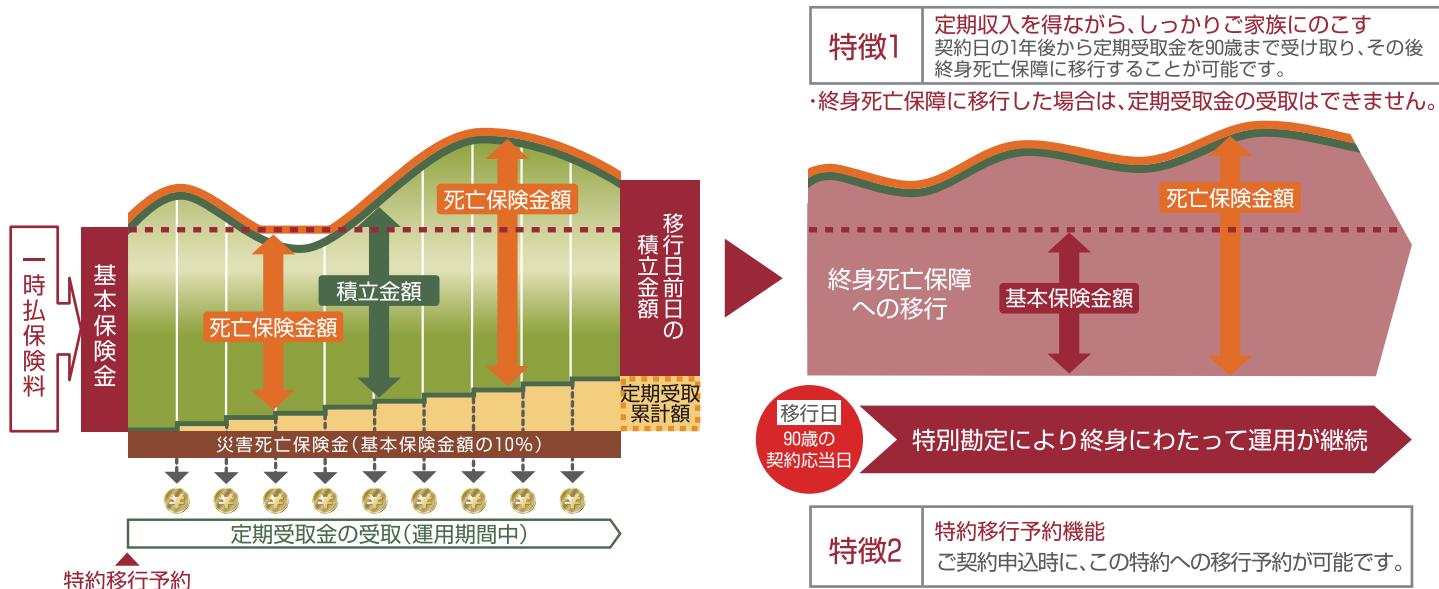 特徴1
定期収入を得ながら、しっかりご家族にのこす
契約日の1年後から定期受取金を90歳まで受け取り、その後
終身死亡保障に移行することが可能です。
・終身死亡保障に移行した場合は、定期受取金の受取はできません。
一時払保険料
基本保険金
死亡保険金額
積立金額
死亡保険金額
移行日前日の
積立金額
定期受取
累計額
災害死亡保険金(基本保険金額の10%)
¥ ¥ ¥ ¥ ¥ ¥ ¥ ¥ ¥
定期受取金の受取(運用期間中)
特約移行予約
終身死亡保障
への移行
基本保険金額
死亡保険金額
移行日
90歳の
契約応当日
特別勘定により終身にわたって運用が継続
特徴2
特約移行予約機能
ご契約申込時に、この特約への移行予約が可能です。